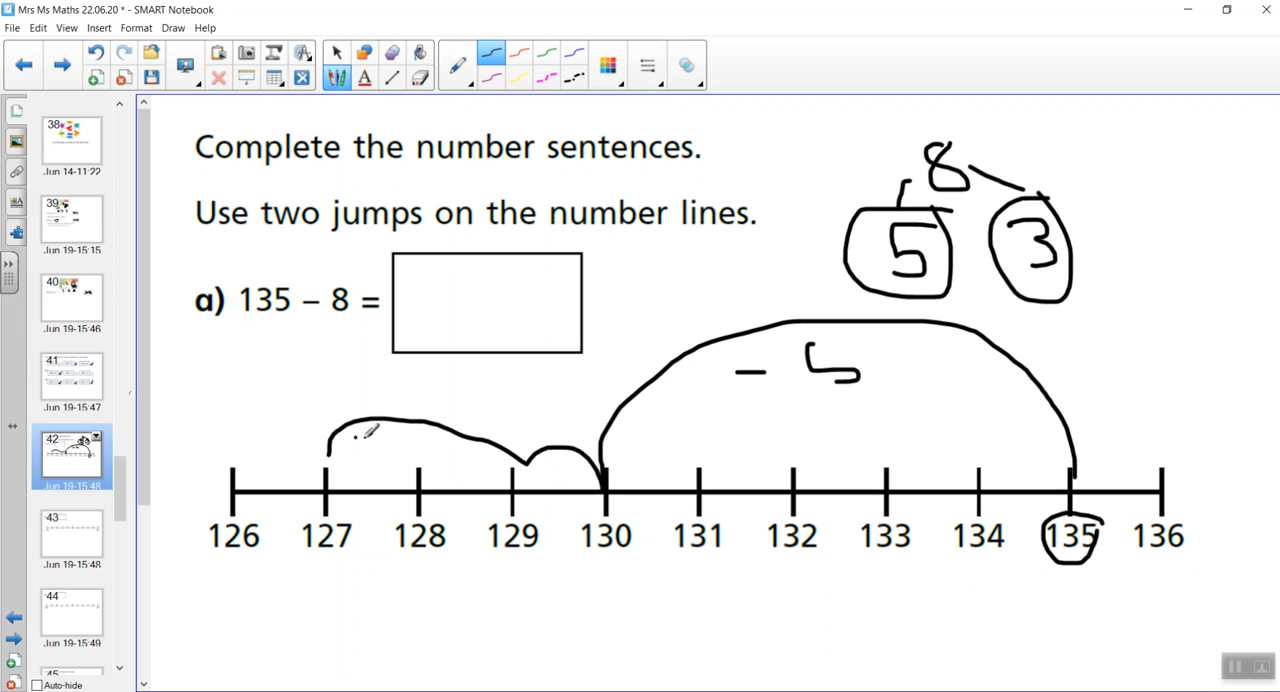 Mrs Ms Maths 22.06.20 * - SMART Notebook
File Edit View Insert Format Draw Help
38
Jun 14-11:22
39
Jun 19-15:15
40
Jun 19-15:46
41
Jun 19-15:47
42
Jun 19-15:48
43
Jun 19-15:48
44
Jun 19-15:49
45
Auto-hide
Complete the number sentences.
Use two jumps on the number lines.
a) 135 – 8 =
8
5 3
- 5
126 127 128 129 130 131 132 133 134 135 136